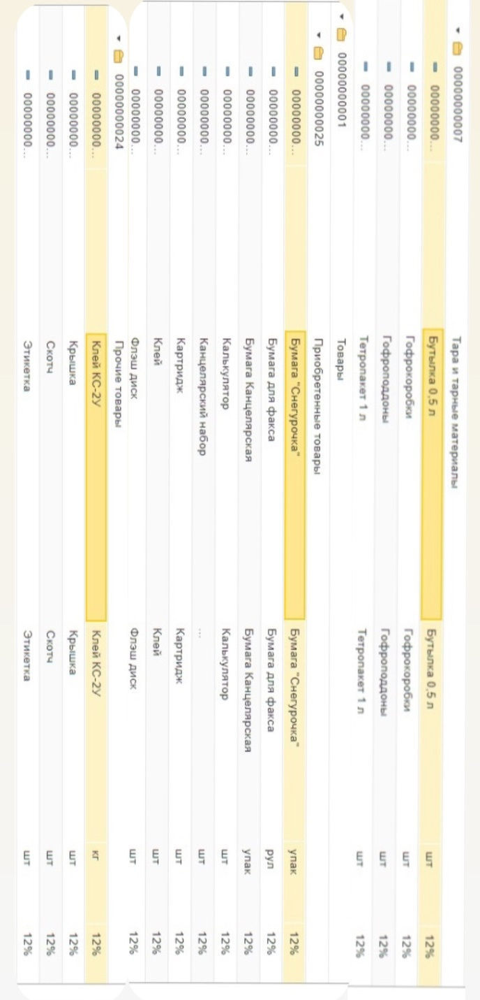 00000000007 Тара и тарные материалы
00000000... Бутылка 0,5 л Бутылка 0,5 л шт 12%
00000000... Гофрокоробки Гофрокоробки шт 12%
00000000... Гофроподдоны Гофроподдоны шт 12%
00000000... Тетропакет 1 л Тетропакет 1 л шт 12%
00000000001 Товары
00000000025 Приобретенные товары
00000000... Бумага "Снегурочка" Бумага "Снегурочка" упак 12%
00000000... Бумага для факса Бумага для факса рул 12%
00000000... Бумага Канцелярская Бумага Канцелярская упак 12%
00000000... Калькулятор Калькулятор шт 12%
00000000... Канцелярский набор ... шт 12%
00000000... Картридж Картридж шт 12%
00000000... Клей Клей шт 12%
00000000... Флэш диск Флэш диск шт 12%
00000000024 Прочие товары
00000000... Клей КС-2У Клей КС-2У кг 12%
00000000... Крышка Крышка шт 12%
00000000... Скотч Скотч шт 12%
00000000... Этикетка Этикетка шт 12%